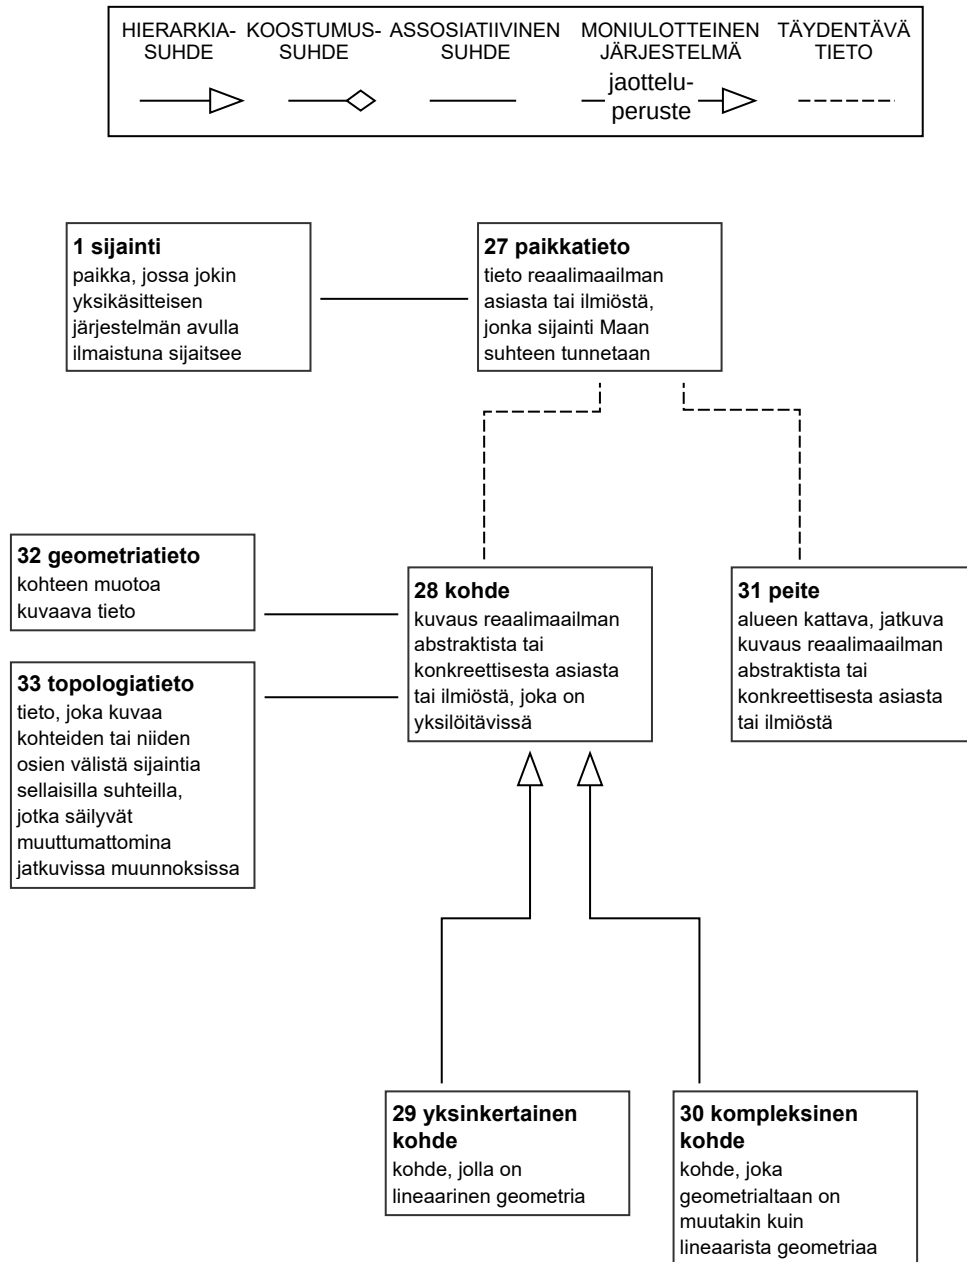 HIERARKIA-
SUHDE
KOOSTUMUS-
SUHDE
ASSOSIATIIVINEN
SUHDE
MONIULOTTEINEN
JÄRJESTELMÄ
TÄYDENTÄVÄ
TIETO
jaottelu-
peruste
1 sijainti
paikka, jossa jokin
yksikäsitteisen
järjestelmän avulla
ilmaistuna sijaitsee
27 paikkatieto
tieto reaalimaailman
asiasta tai ilmiöstä,
jonka sijainti Maan
suhteen tunnetaan
32 geometriatieto
kohteen muotoa
kuvaava tieto
28 kohde
kuvaus reaalimaailman
abstraktista tai
konkreettisesta asiasta
tai ilmiöstä, joka on
yksilöitävissä
31 peite
alueen kattava, jatkuva
kuvaus reaalimaailman
abstraktista tai
konkreettisesta asiasta
tai ilmiöstä
33 topologiatieto
tieto, joka kuvaa
kohteiden tai niiden
osien välistä sijaintia
sellaisilla suhteilla,
jotka säilyvät
muuttumattomina
jatkuvissa muunnoksissa
29 yksinkertainen
kohde
kohde, jolla on
lineaarinen geometria
30 kompleksinen
kohde
kohde, joka
geometrialtaan on
muutakin kuin
lineaarista geometriaa